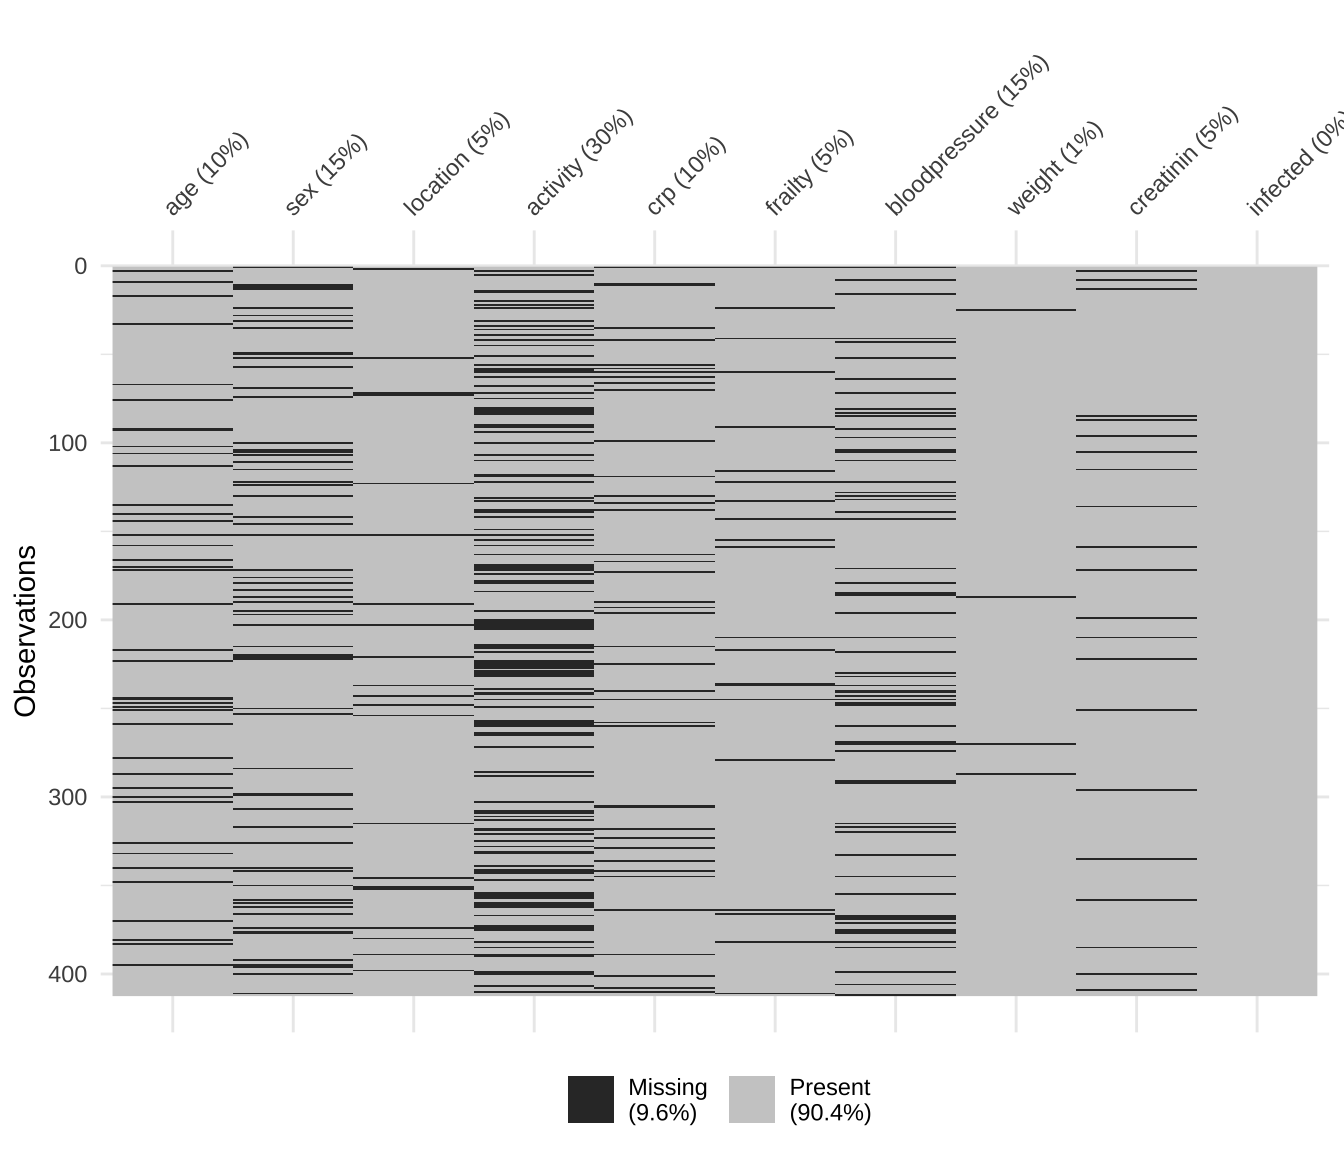 age (10%)
sex (15%)
location (5%)
activity (30%)
crp (10%)
frailty (5%)
bloodpressure (15%)
weight (1%)
creatinin (5%)
infected (0%
0
100
200
300
400
Observations
Missing
(9.6%)
Present
(90.4%)